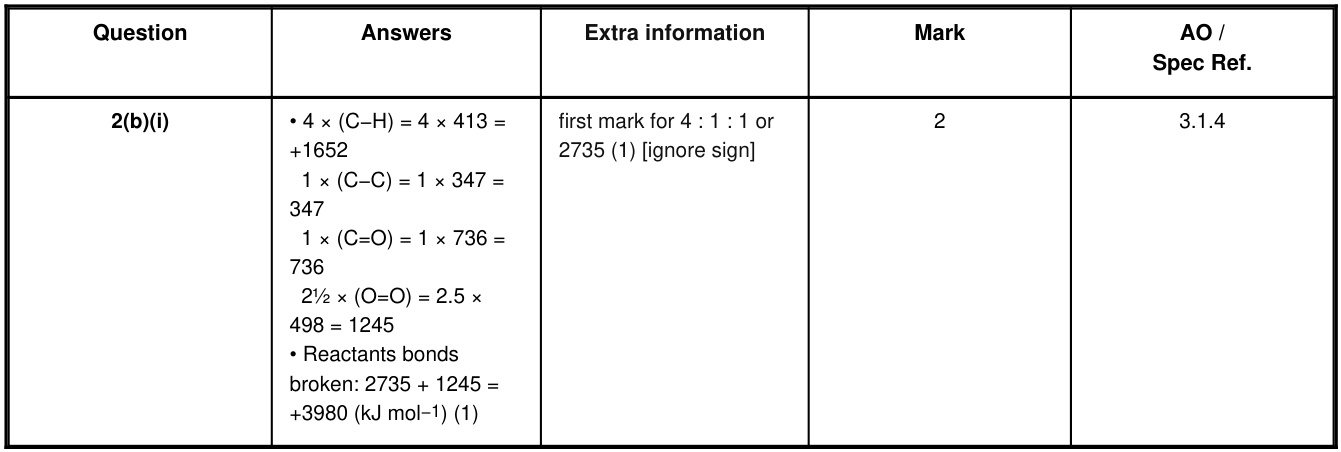 Question
Answers
Extra information
Mark
AO /
Spec Ref.
2(b)(i)
• 4 × (C–H) = 4 × 413 =
+1652
1 × (C–C) = 1 × 347 =
347
1 × (C=O) = 1 × 736 =
736
2½ × (O=O) = 2.5 ×
498 = 1245
• Reactants bonds
broken: 2735 + 1245 =
+3980 (kJ mol–1) (1)
first mark for 4 : 1 : 1 or
2735 (1) [ignore sign]
2
3.1.4